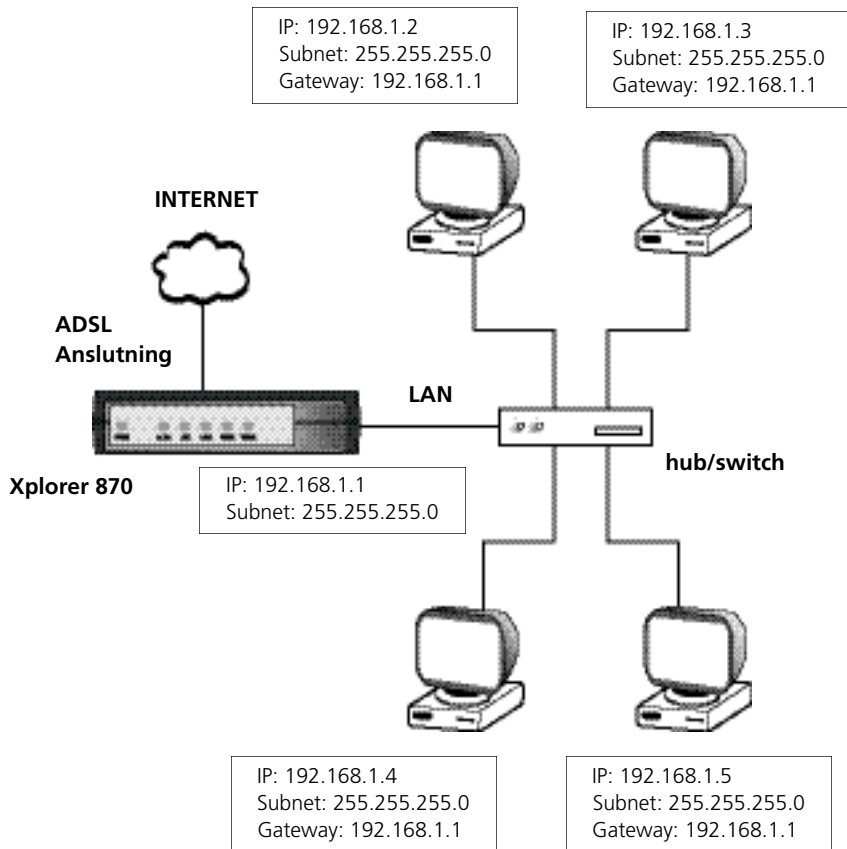 IP: 192.168.1.2
Subnet: 255.255.255.0
Gateway: 192.168.1.1
IP: 192.168.1.3
Subnet: 255.255.255.0
Gateway: 192.168.1.1
INTERNET
ADSL
Anslutning
LAN
hub/switch
Xplorer 870
IP: 192.168.1.1
Subnet: 255.255.255.0
IP: 192.168.1.4
Subnet: 255.255.255.0
Gateway: 192.168.1.1
IP: 192.168.1.5
Subnet: 255.255.255.0
Gateway: 192.168.1.1